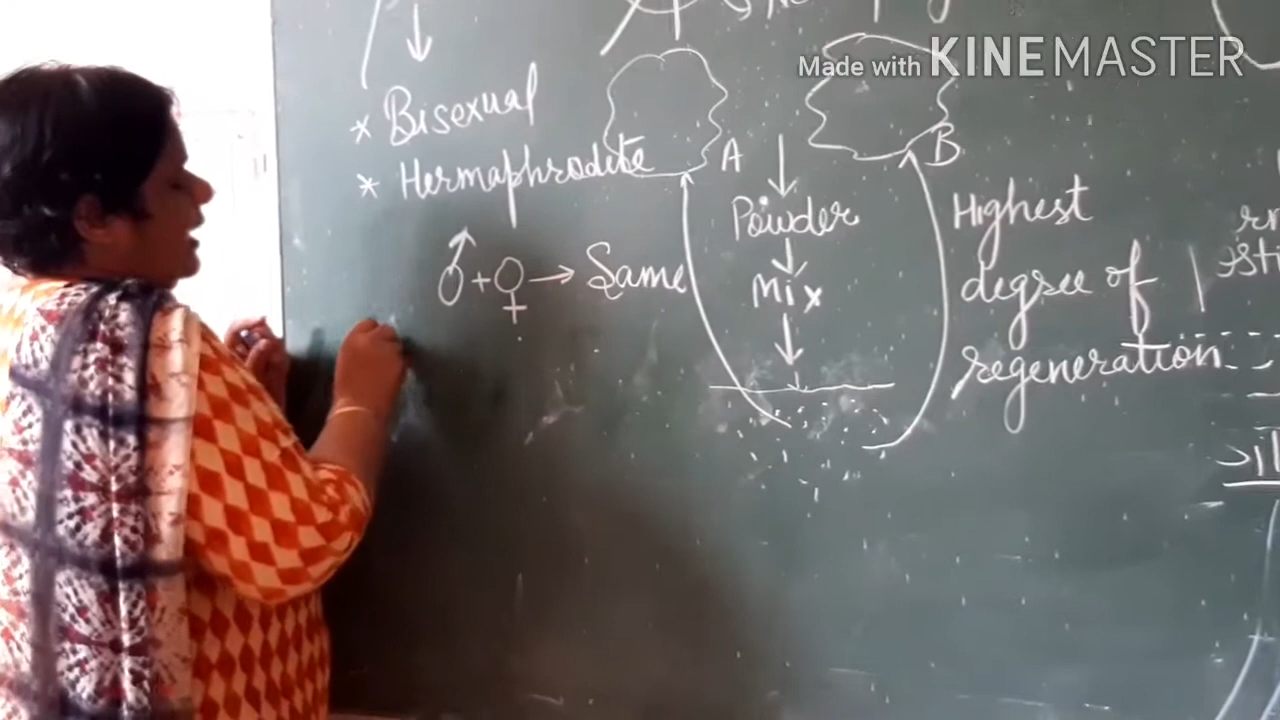 Made with KINEMASTER
* Bisexual
* Hermaphrodite
♂ + ♀ → Same
A
B
Powder
Mix
Highest
degree of
regeneration